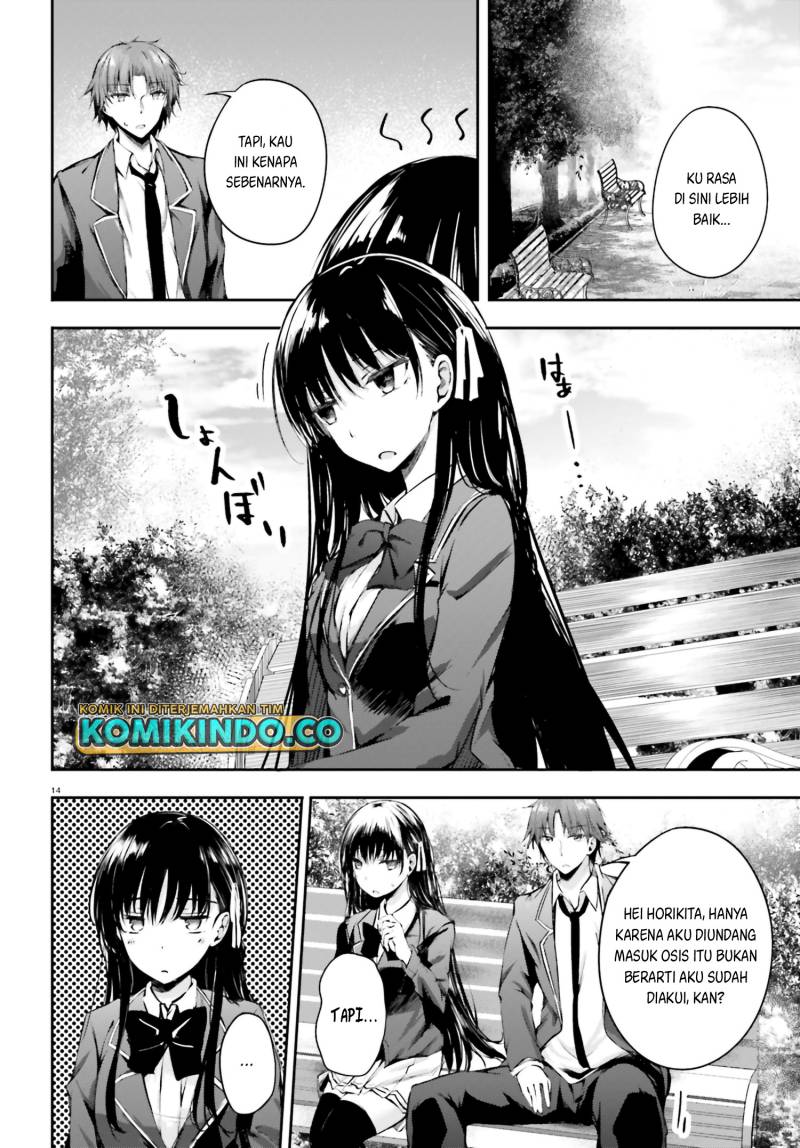 KU RASA
DI SINI LEBIH
BAIK...
TAPI, KAU
INI KENAPA
SEBENARNYA.
はぁー…
しょんぼり
KOMIK INI DITERJEMAHKAN TIM
KOMIKINDO.CO
14
HEI HORIKITA, HANYA
KARENA AKU DIUNDANG
MASUK OSIS ITU BUKAN
BERARTI AKU SUDAH
DIAKUI, KAN?
TAPI...
...